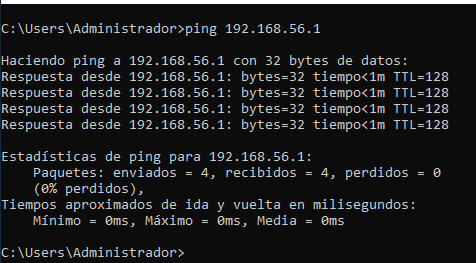 C:\Users\Administrador>ping 192.168.56.1
Haciendo ping a 192.168.56.1 con 32 bytes de datos:
Respuesta desde 192.168.56.1: bytes=32 tiempo<1m TTL=128
Respuesta desde 192.168.56.1: bytes=32 tiempo<1m TTL=128
Respuesta desde 192.168.56.1: bytes=32 tiempo<1m TTL=128
Respuesta desde 192.168.56.1: bytes=32 tiempo<1m TTL=128
Estadísticas de ping para 192.168.56.1:
Paquetes: enviados = 4, recibidos = 4, perdidos = 0
(0% perdidos),
Tiempos aproximados de ida y vuelta en milisegundos:
Mínimo = 0ms, Máximo = 0ms, Media = 0ms
C:\Users\Administrador>